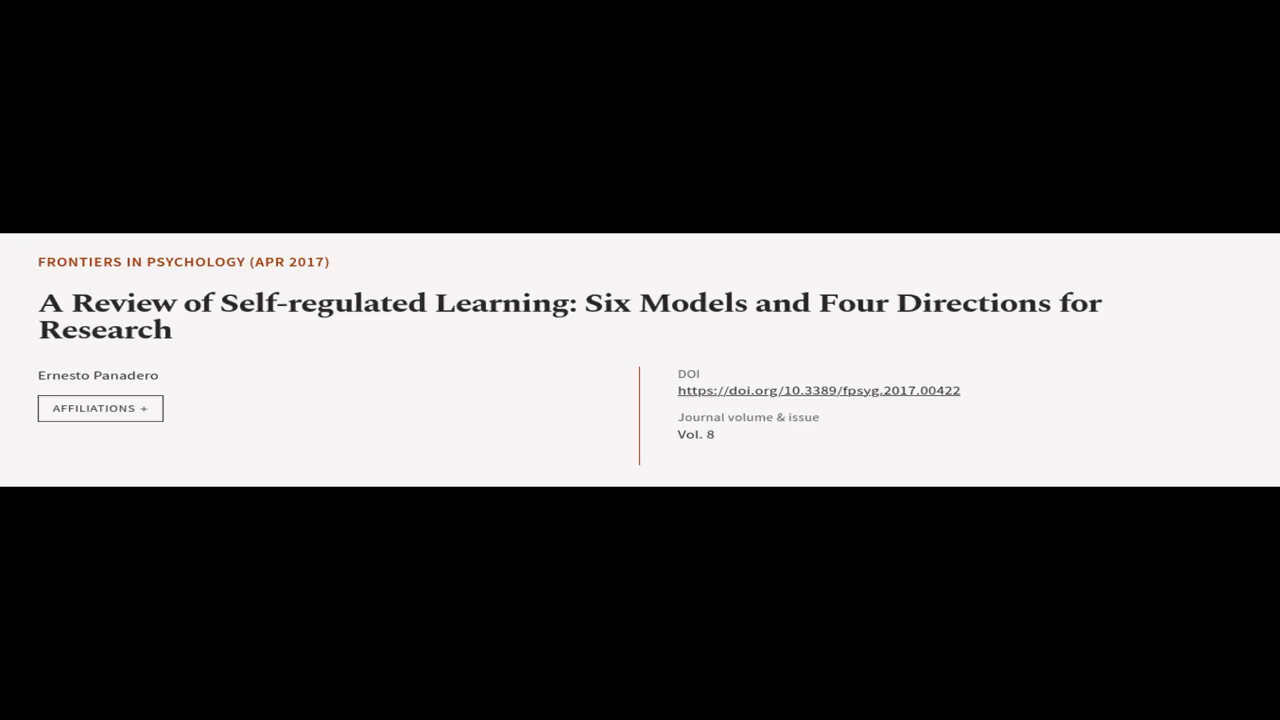 FRONTIERS IN PSYCHOLOGY (APR 2017)
A Review of Self-regulated Learning: Six Models and Four Directions for
Research
Ernesto Panadero
AFFILIATIONS +
DOI
https://doi.org/10.3389/fpsyg.2017.00422
Journal volume & issue
Vol. 8